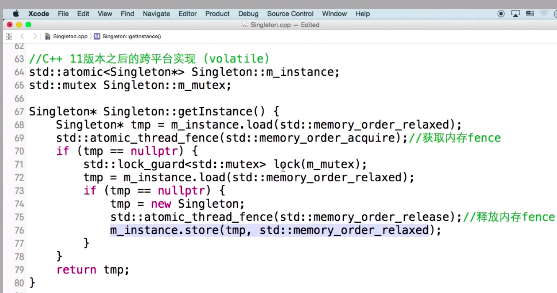 Xcode File Edit View Find Navigate Editor Product Debug Source Control Window Help
Singleton.cpp — Edited
Singleton.cpp Singleton::getInstance()
62
63 //C++ 11版本之后的跨平台实现 (volatile)
64 std::atomic<Singleton*> Singleton::m_instance;
65 std::mutex Singleton::m_mutex;
66
67 Singleton* Singleton::getInstance() {
68 Singleton* tmp = m_instance.load(std::memory_order_relaxed);
69 std::atomic_thread_fence(std::memory_order_acquire);//获取内存fence
70 if (tmp == nullptr) {
71 std::lock_guard<std::mutex> lock(m_mutex);
72 tmp = m_instance.load(std::memory_order_relaxed);
73 if (tmp == nullptr) {
74 tmp = new Singleton;
75 std::atomic_thread_fence(std::memory_order_release);//释放内存fence
76 m_instance.store(tmp, std::memory_order_relaxed);
77 }
78 }
79 return tmp;
80 }